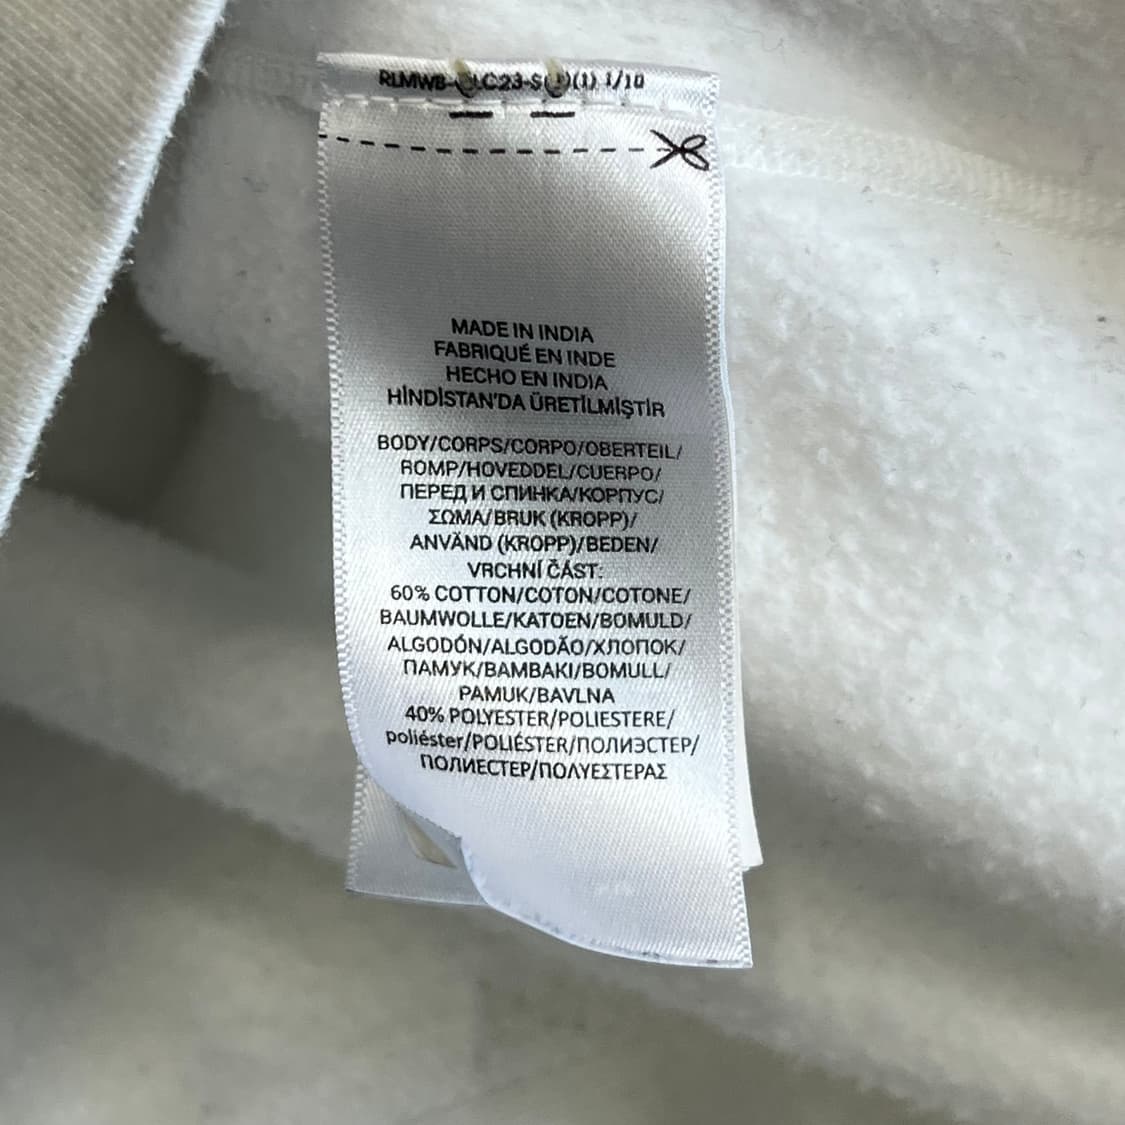 MADE IN INDIA
FABRIQUÉ EN INDE
HECHO EN INDIA
HİNDİSTAN'DA ÜRETİLMİŞTİR
BODY/CORPS/CORPO/OBERTEIL/
ROMP/HOVEDDEL/CUERPO/
ПЕРЕД И СПИНКА/КОРПУС/
ΣΩΜΑ/BRUK (KROPP)/
ANVÄND (KROPP)/BEDEN/
VRCHNÍ ČÁST:
60% COTTON/COTON/COTONE/
BAUMWOLLE/KATOEN/BOMULD/
ALGODÓN/ALGODÃO/ХЛОПОК/
ПАМУК/ΒΑΜΒΑΚΙ/BOMULL/
PAMUK/BAVLNA
40% POLYESTER/POLIESTERE/
poliéster/POLIÉSTER/ПОЛИЭСТЕР/
ПОЛИЕСТЕР/ΠΟΛΥΕΣΤΕΡΑΣ